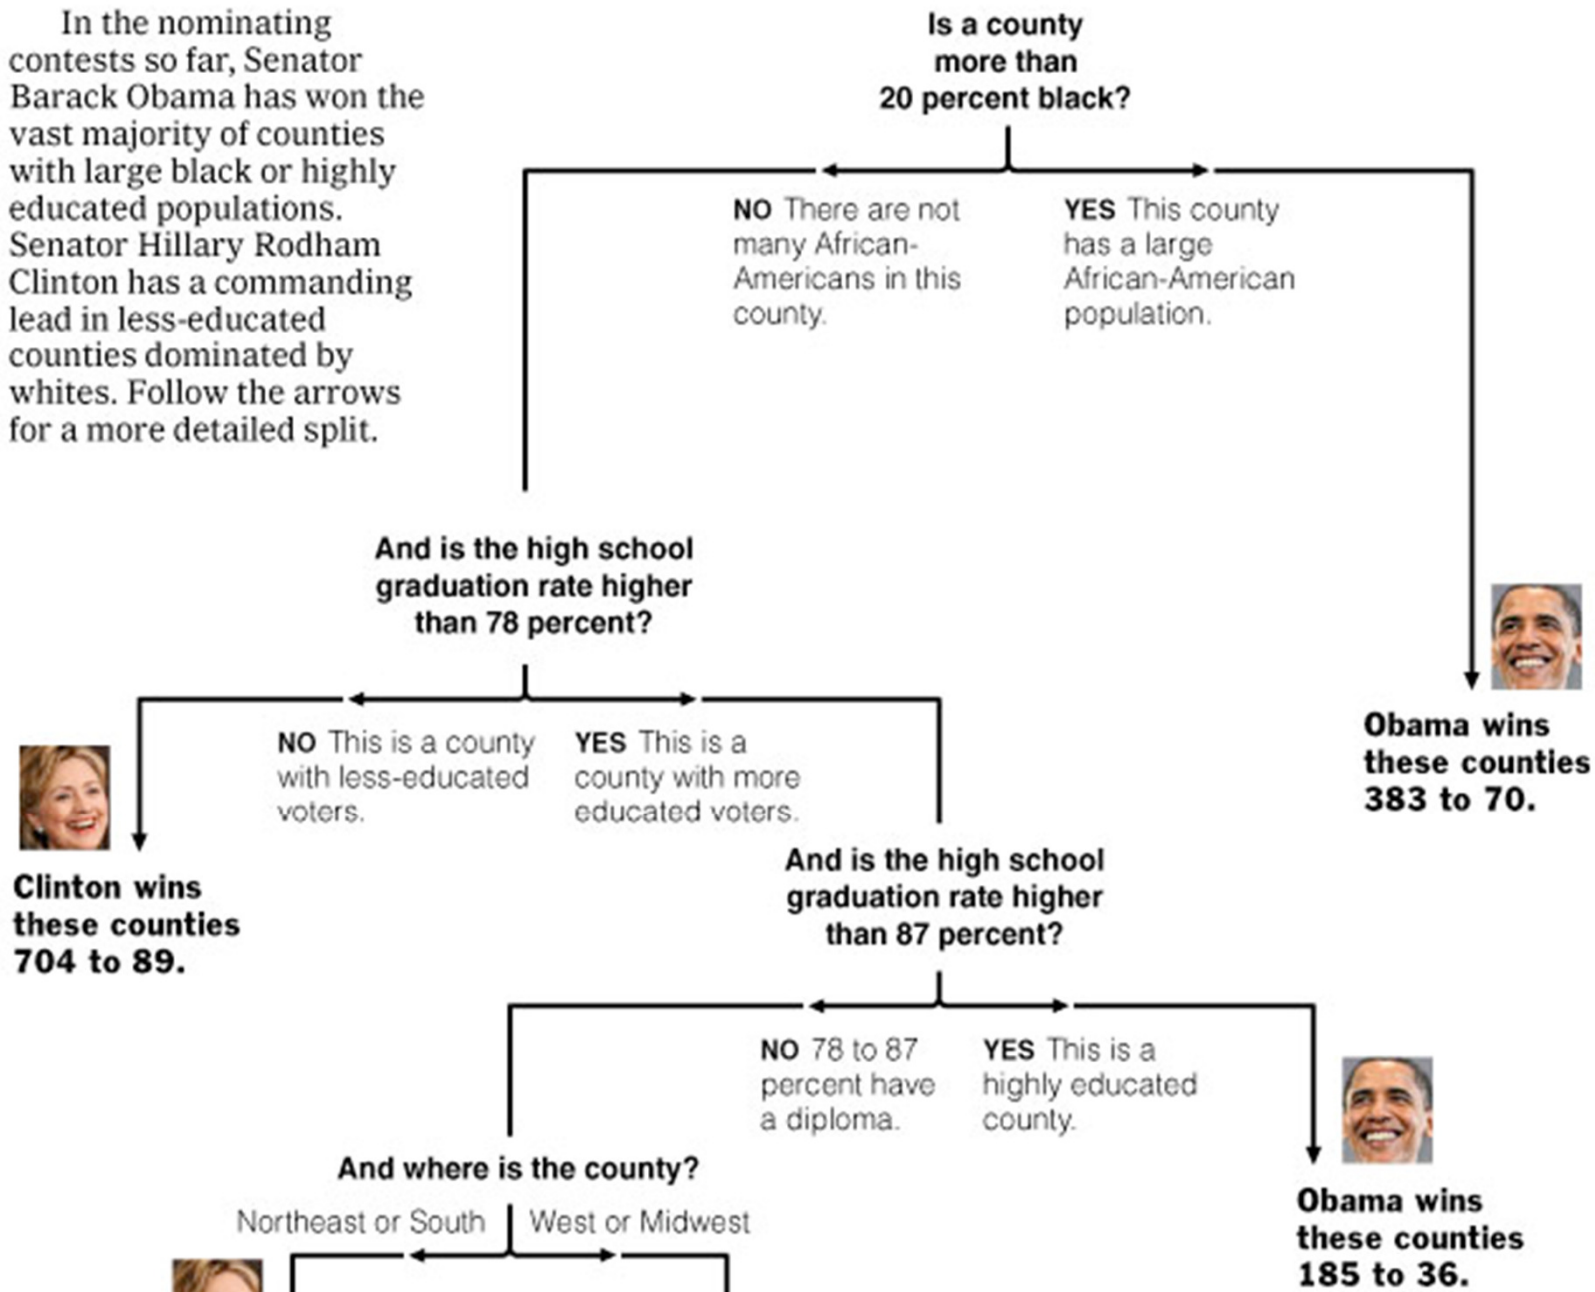 In the nominating
contests so far, Senator
Barack Obama has won the
vast majority of counties
with large black or highly
educated populations.
Senator Hillary Rodham
Clinton has a commanding
lead in less-educated
counties dominated by
whites. Follow the arrows
for a more detailed split.
Is a county
more than
20 percent black?
NO There are not
many African-
Americans in this
county.
YES This county
has a large
African-American
population.
And is the high school
graduation rate higher
than 78 percent?
Obama wins
these counties
383 to 70.
NO This is a county
with less-educated
voters.
YES This is a
county with more
educated voters.
Clinton wins
these counties
704 to 89.
And is the high school
graduation rate higher
than 87 percent?
NO 78 to 87
percent have
a diploma.
YES This is a
highly educated
county.
And where is the county?
Northeast or South
West or Midwest
Obama wins
these counties
185 to 36.